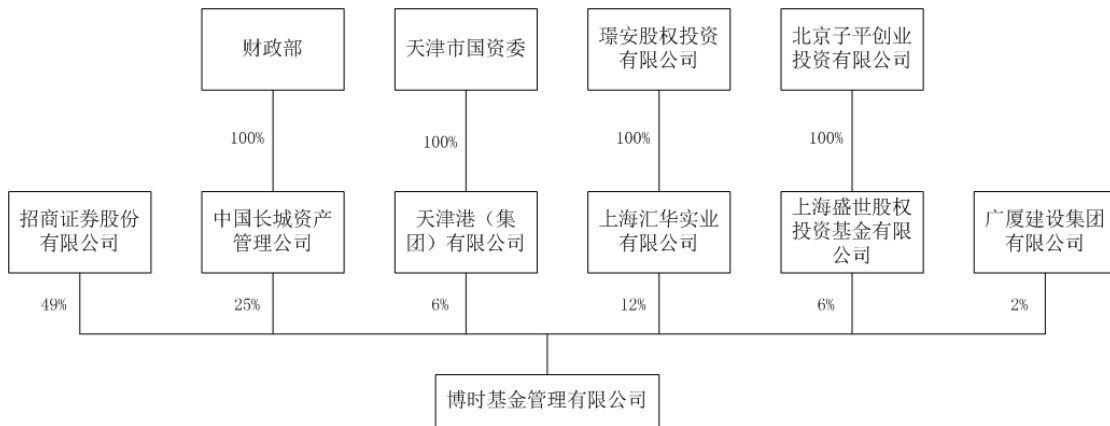 财政部
天津市国资委
璟安股权投资
有限公司
北京子平创业
投资有限公司
100%
100%
100%
100%
招商证券股份
有限公司
中国长城资产
管理公司
天津港（集
团）有限公司
上海汇华实业
有限公司
上海盛世股权
投资基金有限
公司
广厦建设集团
有限公司
49%
25%
6%
12%
6%
2%
博时基金管理有限公司